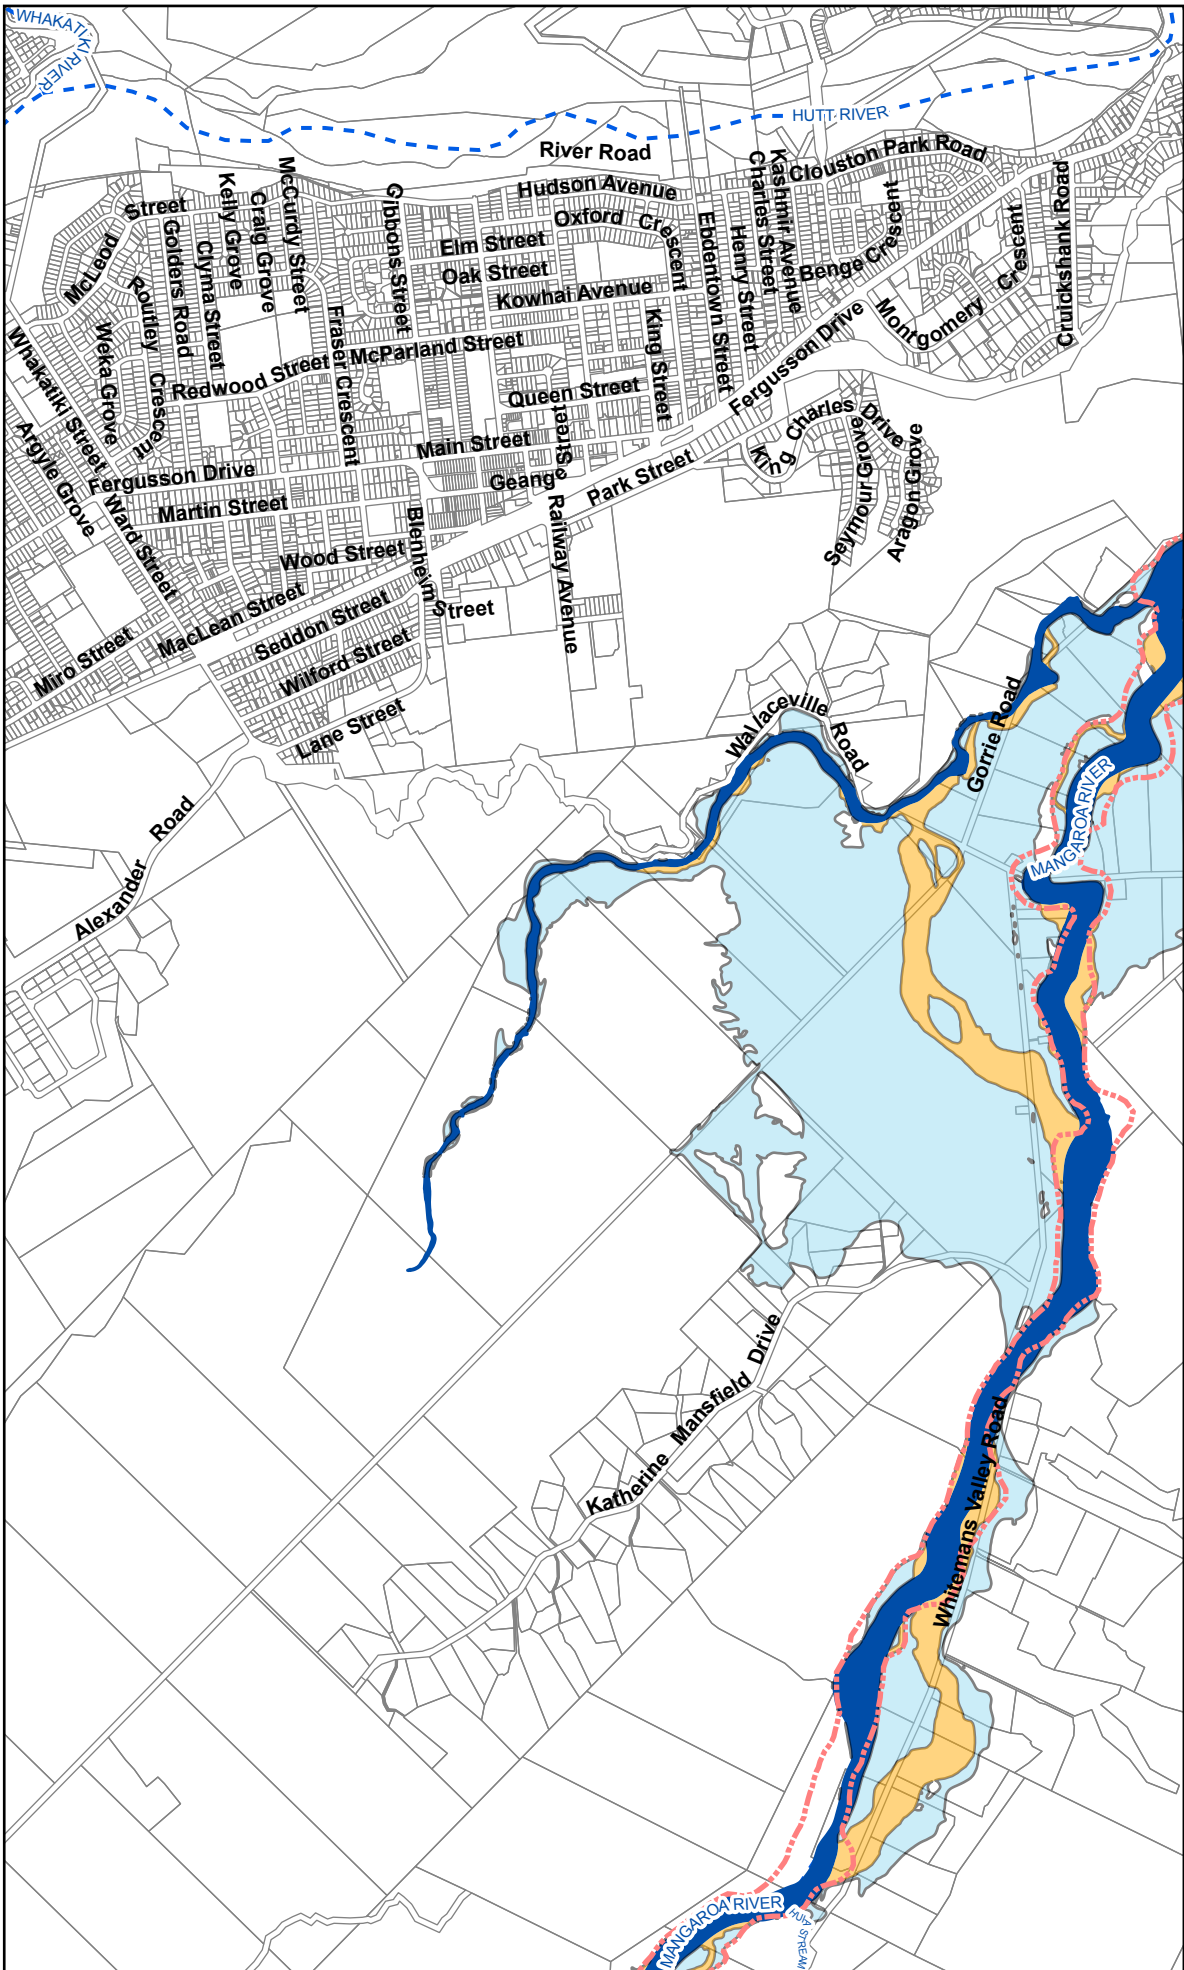 WHAKATIKI RIVER
HUTT RIVER
River Road
Clouston Park Road
Hudson Avenue
Kashmir Avenue
Charles Street
McCurdy Street
Kelly Grove
Craig Grove
Gibbons Street
Street
McLeod
Golders Road
Clyma Street
Oxford Crescent
Elm Street
Oak Street
Kowhai Avenue
Ebdentown Street
Henry Street
Benge Crescent
Montgomery Crescent
Cruickshank Road
Routley Crescent
Weka Grove
Whakatiki Street
Redwood Street
Fraser Crescent
McParland Street
King Street
Fergusson Drive
Queen Street
Argyle Grove
Fergusson Drive
Main Street
Geange Street
Park Street
King Charles Drive
Seymour Grove
Aragon Grove
Martin Street
Ward Street
Wood Street
Blenheim Street
Railway Avenue
MacLean Street
Seddon Street
Miro Street
Wilford Street
Lane Street
Wallaceville Road
Gorrie Road
MANGAROA RIVER
Alexander Road
Katherine Mansfield Drive
Whitemans Valley Road
MANGAROA RIVER
HUIA STREAM